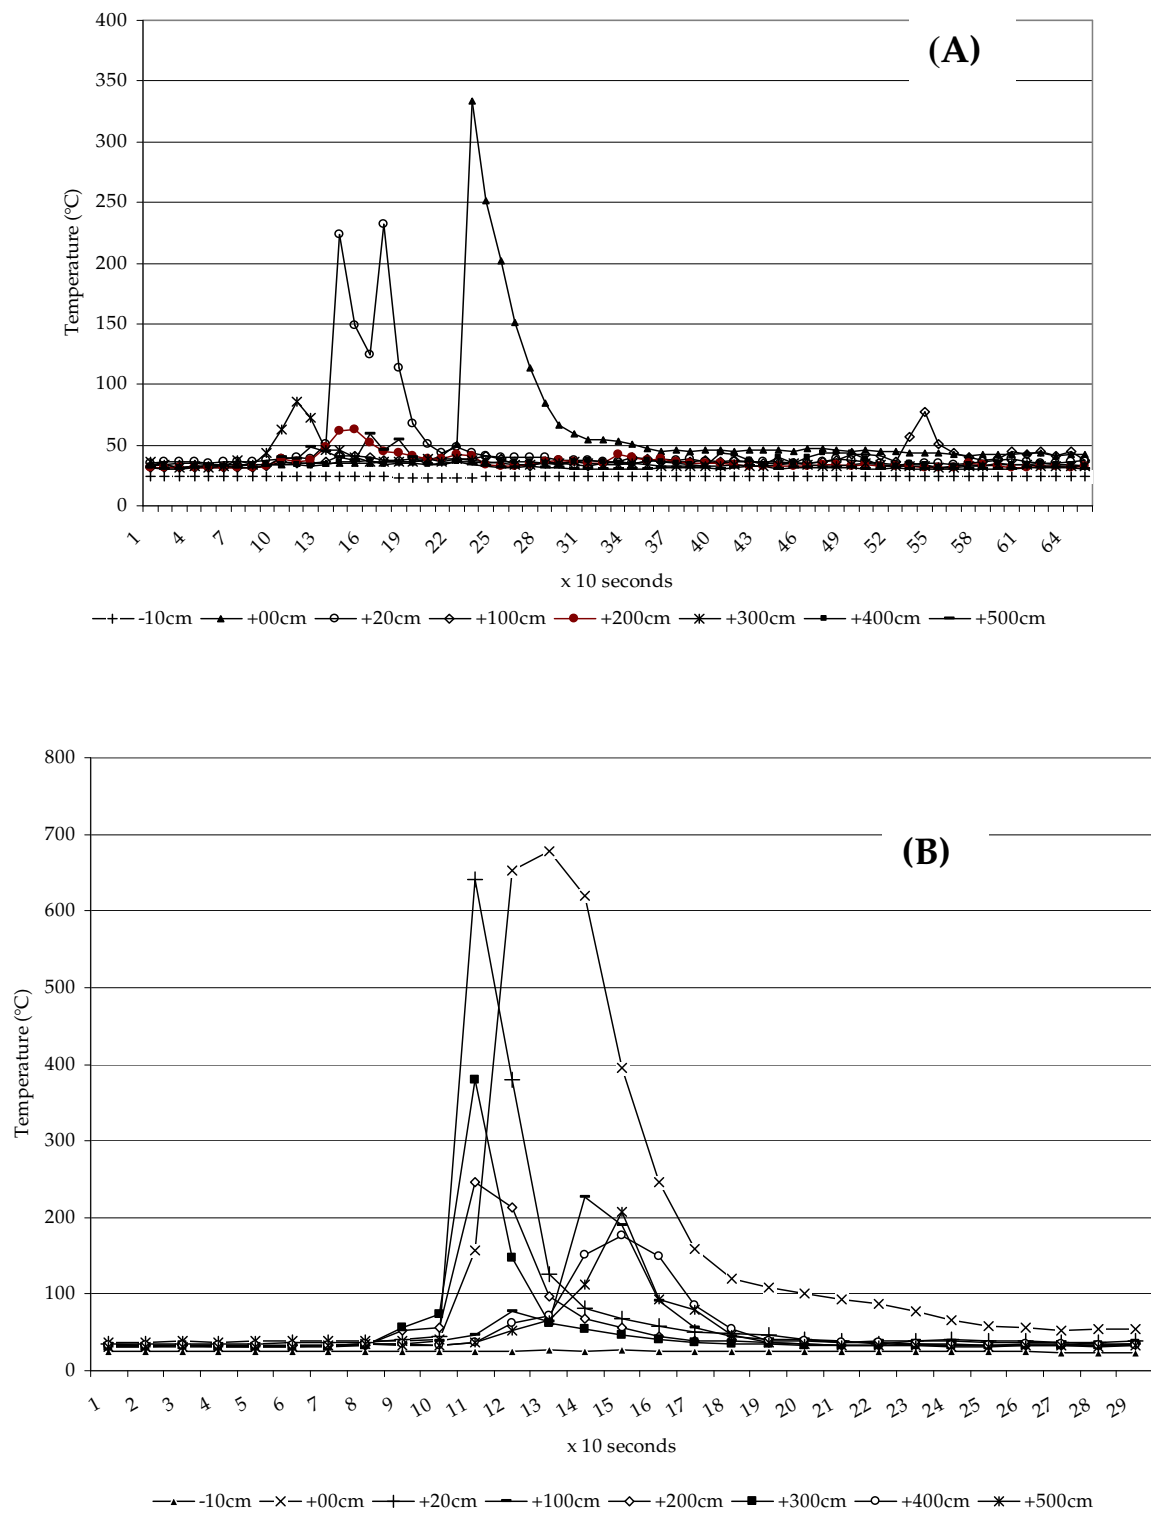 400
(A)
350
300
250
200
150
100
50
0
Temperature (°C)
1 4 7 10 13 16 19 22 25 28 31 34 37 40 43 46 49 52 55 58 61 64
x 10 seconds
-10cm +00cm +20cm +100cm +200cm +300cm +400cm +500cm
800
700
(B)
600
500
400
300
200
100
0
Temperature (°C)
1 2 3 4 5 6 7 8 9 10 11 12 13 14 15 16 17 18 19 20 21 22 23 24 25 26 27 28 29
x 10 seconds
-10cm +00cm +20cm +100cm +200cm +300cm +400cm +500cm